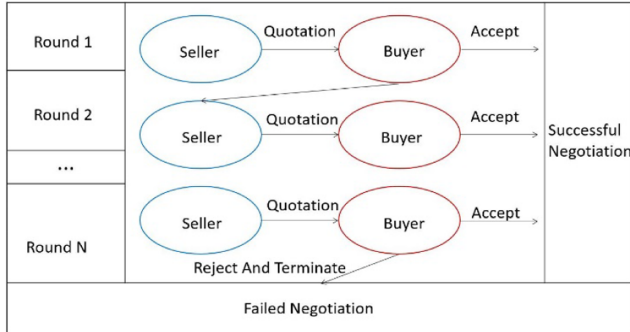 Round 1
Seller
Quotation
Buyer
Accept
Round 2
Seller
Quotation
Buyer
Accept
Successful
Negotiation
...
Round N
Seller
Quotation
Buyer
Accept
Reject And Terminate
Failed Negotiation